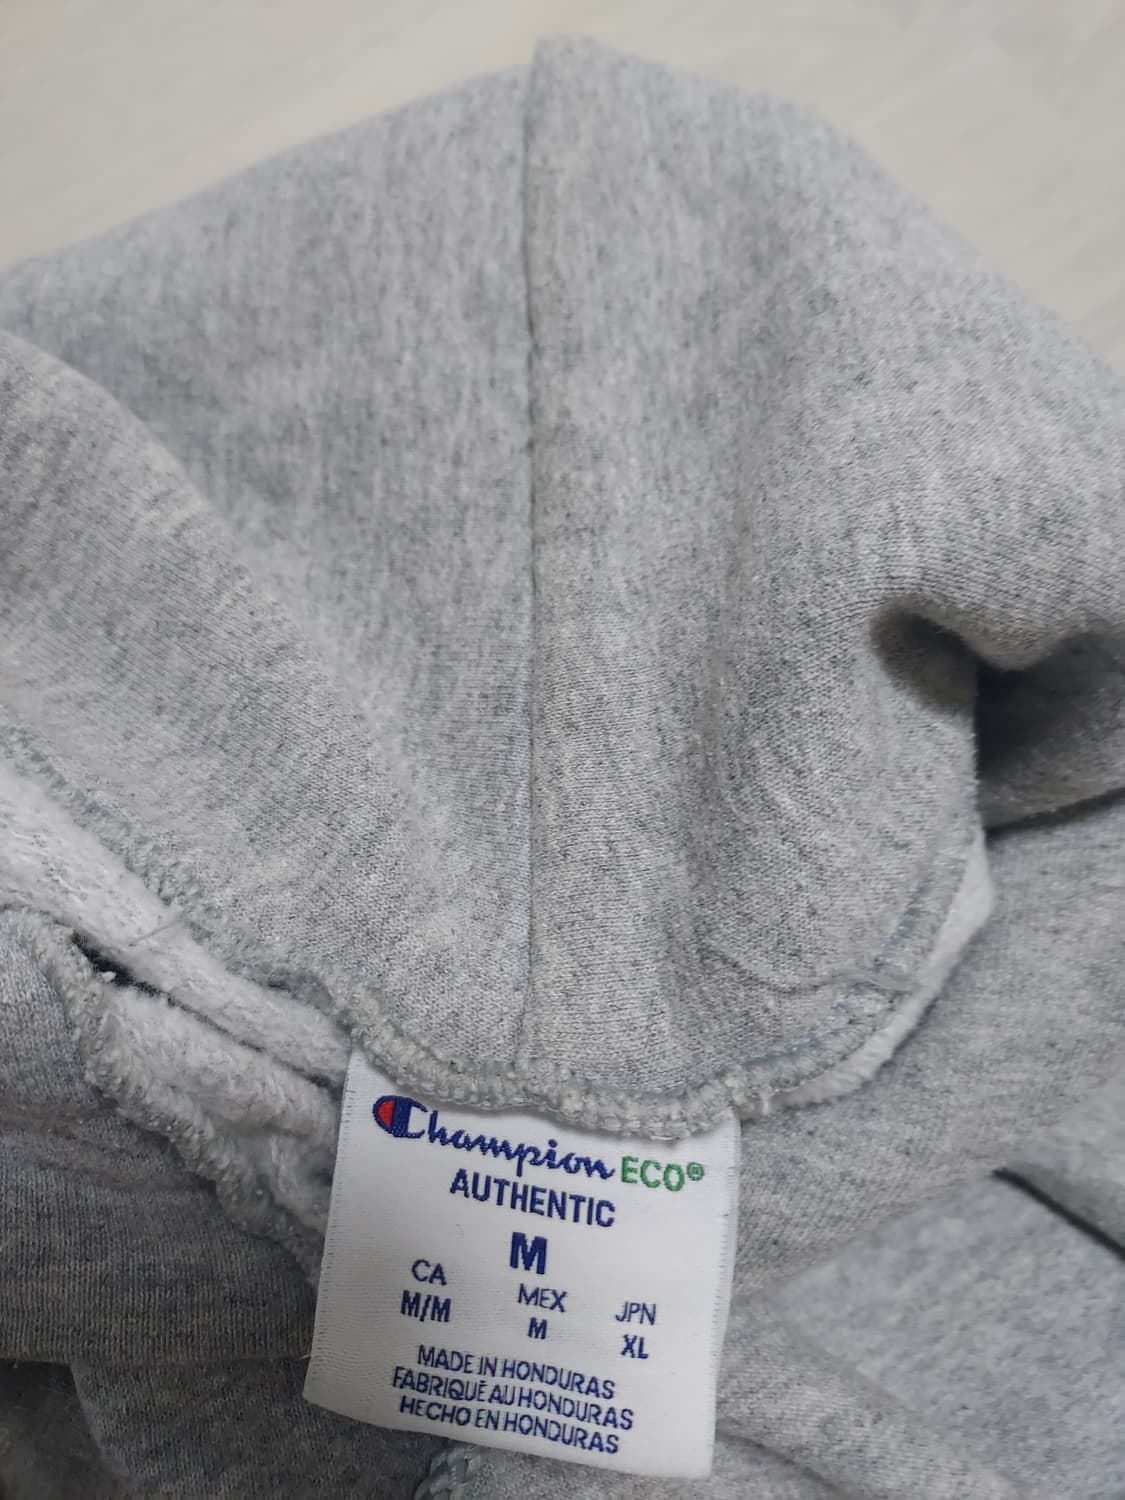 Champion ECO®
AUTHENTIC
M
CA MEX JPN
M/M M XL
MADE IN HONDURAS
FABRIQUÉ AU HONDURAS
HECHO EN HONDURAS